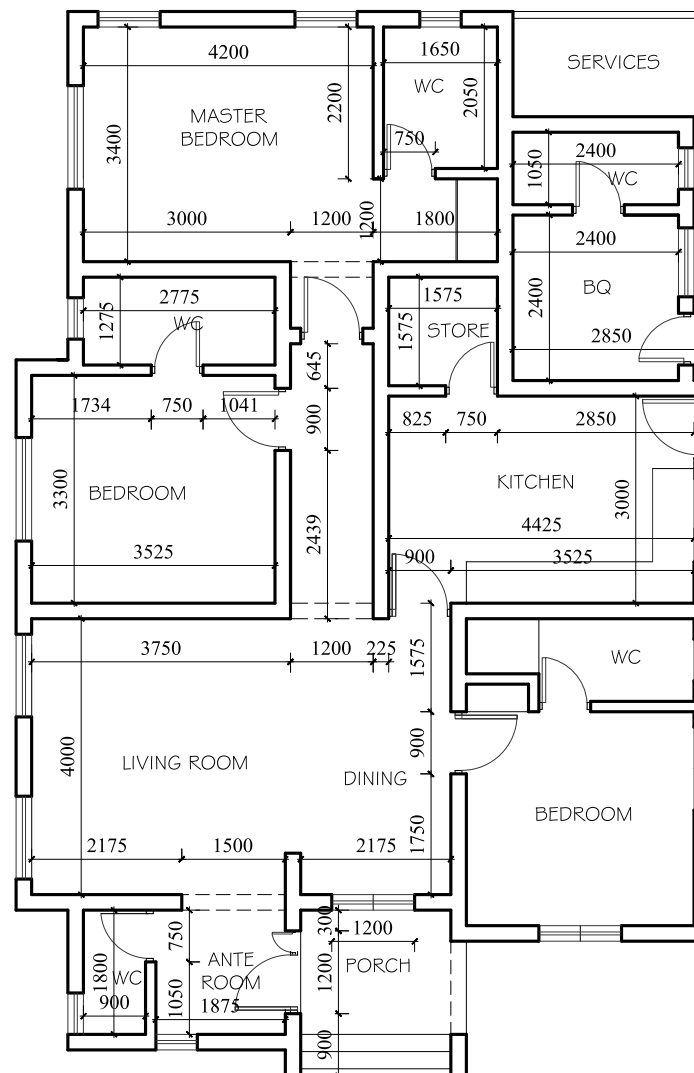 4200
1650
SERVICES
WC
MASTER
BEDROOM
2200
2050
3400
750
2400
1050
WC
3000
1200
1200
1800
2400
BQ
2400
2775
1275
WC
1575
1575
STORE
2850
645
1734
750
1041
900
825
750
2850
3300
BEDROOM
KITCHEN
3000
2439
4425
3525
900
3525
3750
1200
225
1575
WC
4000
LIVING ROOM
DINING
900
BEDROOM
2175
1500
2175
1750
300
750
1200
1800
WC
ANTE
ROOM
PORCH
1200
900
1875
1050
900